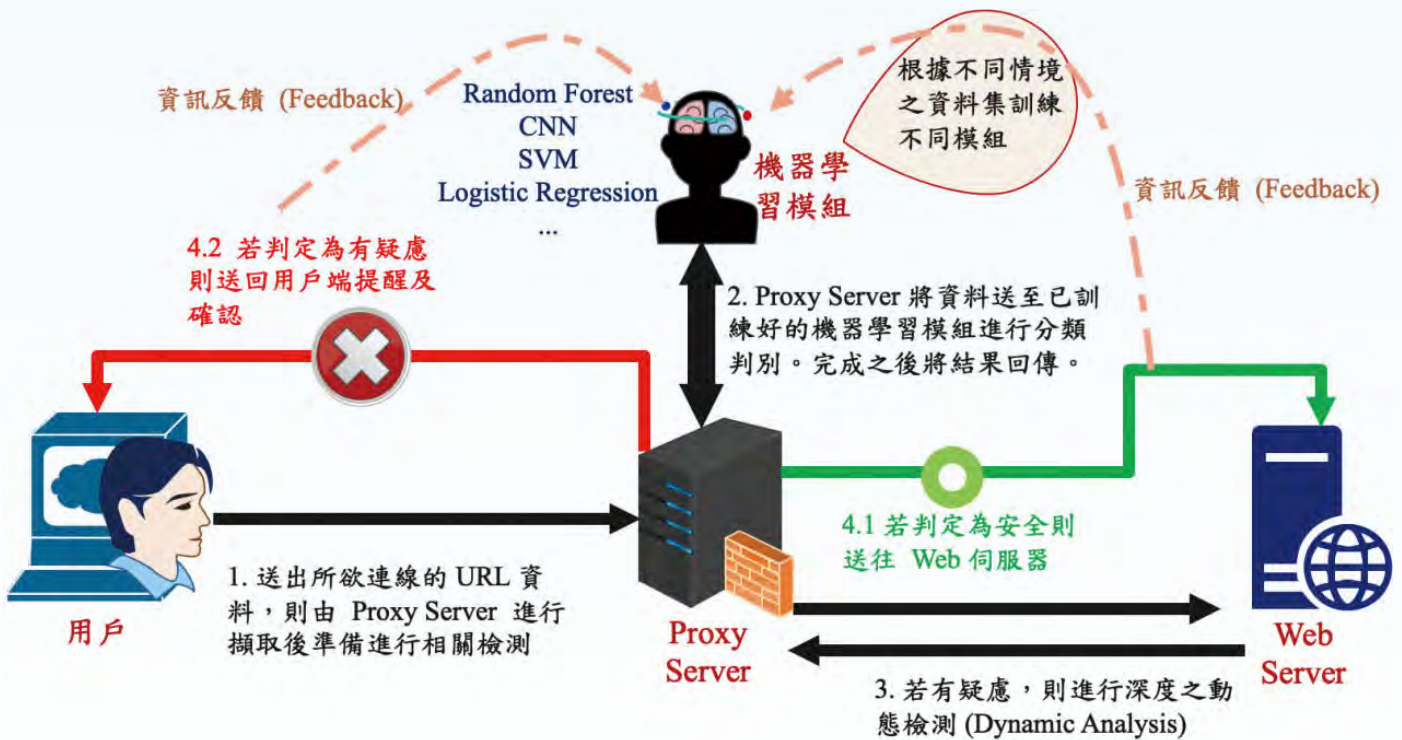 資訊反饋 (Feedback)
Random Forest
CNN
SVM
Logistic Regression
...
機器學
習模組
根據不同情境
之資料集訓練
不同模組
資訊反饋 (Feedback)
4.2 若判定為有疑慮
則送回用戶端提醒及
確認
2. Proxy Server 將資料送至已訓
練好的機器學習模組進行分類
判別。完成之後將結果回傳。
用戶
1. 送出所欲連線的 URL 資
料，則由 Proxy Server 進行
擷取後準備進行相關檢測
Proxy
Server
4.1 若判定為安全則
送往 Web 伺服器
Web
Server
3. 若有疑慮，則進行深度之動
態檢測 (Dynamic Analysis)